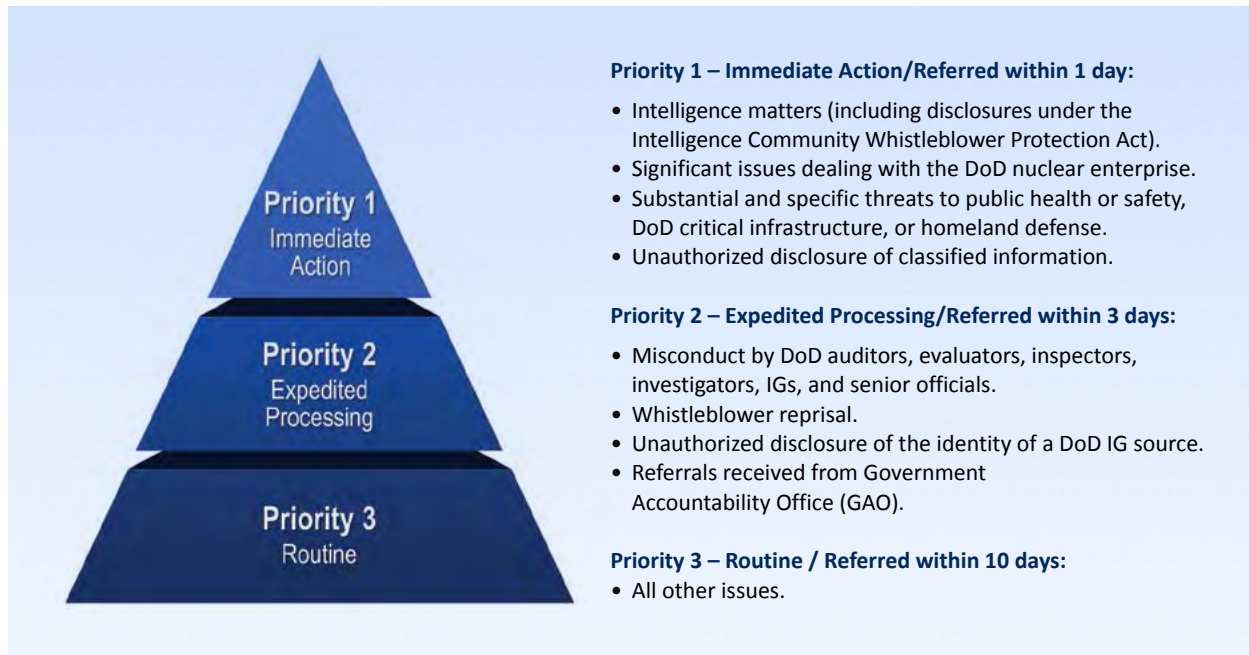 Priority 1
Immediate
Action
Priority 2
Expedited
Processing
Priority 3
Routine
Priority 1 – Immediate Action/Referred within 1 day:
• Intelligence matters (including disclosures under the
Intelligence Community Whistleblower Protection Act).
• Significant issues dealing with the DoD nuclear enterprise.
• Substantial and specific threats to public health or safety,
DoD critical infrastructure, or homeland defense.
• Unauthorized disclosure of classified information.
Priority 2 – Expedited Processing/Referred within 3 days:
• Misconduct by DoD auditors, evaluators, inspectors,
investigators, IGs, and senior officials.
• Whistleblower reprisal.
• Unauthorized disclosure of the identity of a DoD IG source.
• Referrals received from Government
Accountability Office (GAO).
Priority 3 – Routine / Referred within 10 days:
• All other issues.